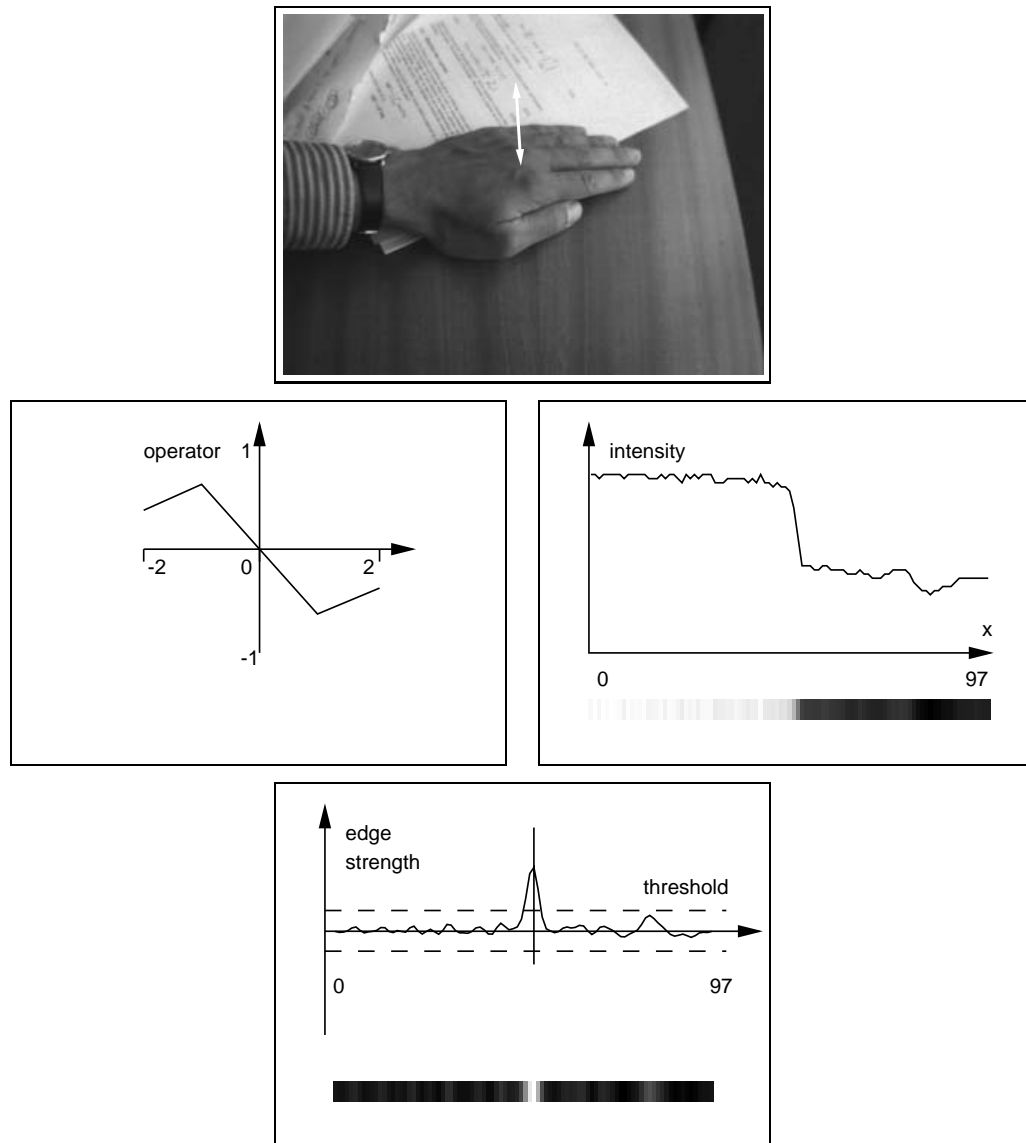 operator
1
-2
0
2
-1
intensity
x
0
97
edge
strength
threshold
0
97